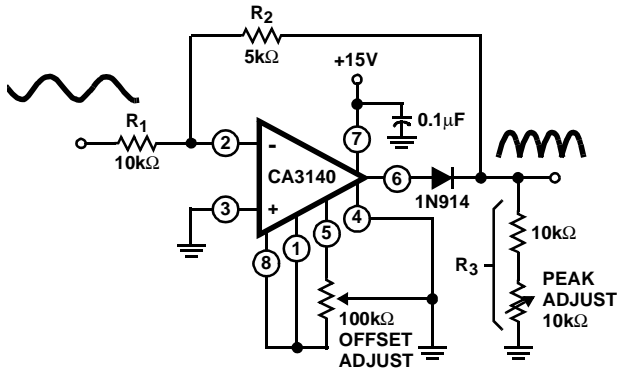 R2
5kΩ
+15V
R1
10kΩ
0.1μF
7
2
-
CA3140
6
1N914
3
+
4
5
1
8
10kΩ
R3
100kΩ
OFFSET
ADJUST
PEAK
ADJUST
10kΩ